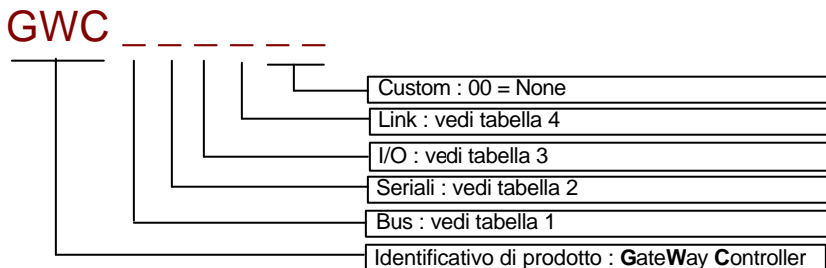 GWC _ _ _ _ _ _
Custom : 00 = None
Link : vedi tabella 4
I/O : vedi tabella 3
Seriali : vedi tabella 2
Bus : vedi tabella 1
Identificativo di prodotto : GateWay Controller